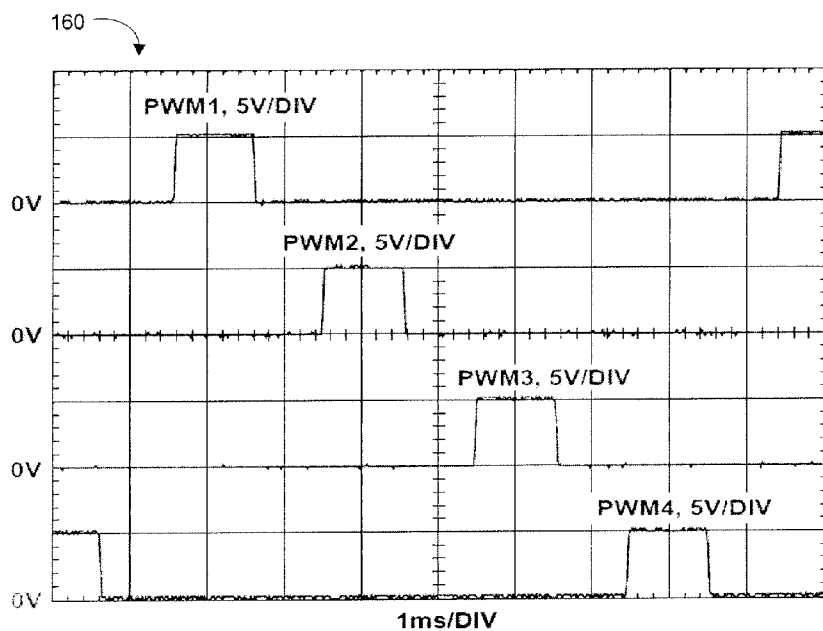 160
PWM1, 5V/DIV
0V
PWM2, 5V/DIV
0V
PWM3, 5V/DIV
0V
PWM4, 5V/DIV
0V
1ms/DIV